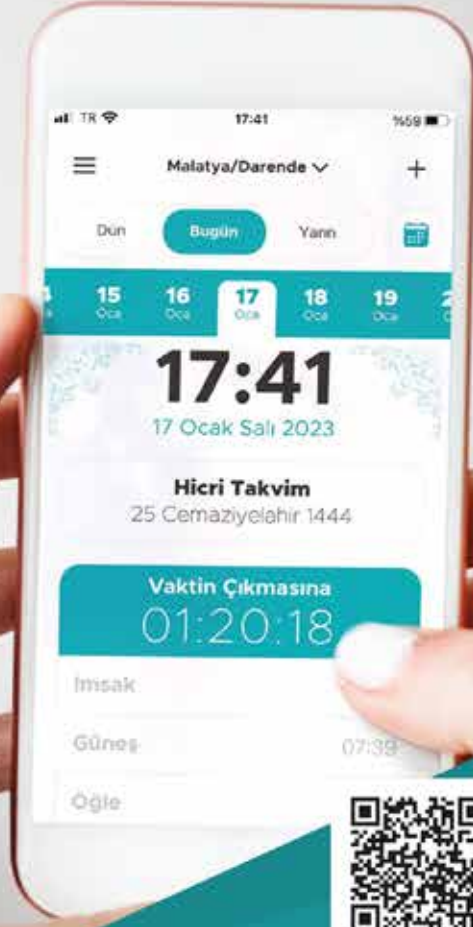 TR 17:41 %59
Malatya/Darende
Dün Bugün Yarın
15 16 17 18 19
Oca Oca Oca Oca Oca
17:41
17 Ocak Salı 2023
Hicri Takvim
25 Cemaziyelahir 1444
Vaktin Çıkmasına
01:20:18
İmsak
Güneş 07:39
Öğle